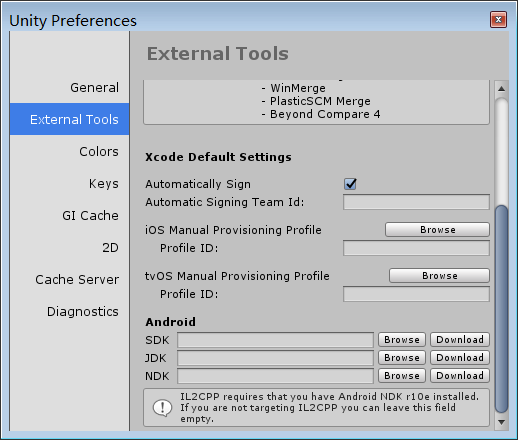 Unity Preferences
External Tools
General
External Tools
Colors
Keys
GI Cache
2D
Cache Server
Diagnostics
- WinMerge
- PlasticSCM Merge
- Beyond Compare 4
Xcode Default Settings
Automatically Sign
Automatic Signing Team Id:
iOS Manual Provisioning Profile Browse
Profile ID:
tvOS Manual Provisioning Profile Browse
Profile ID:
Android
SDK Browse Download
JDK Browse Download
NDK Browse Download
IL2CPP requires that you have Android NDK r10e installed.
If you are not targeting IL2CPP you can leave this field
empty.